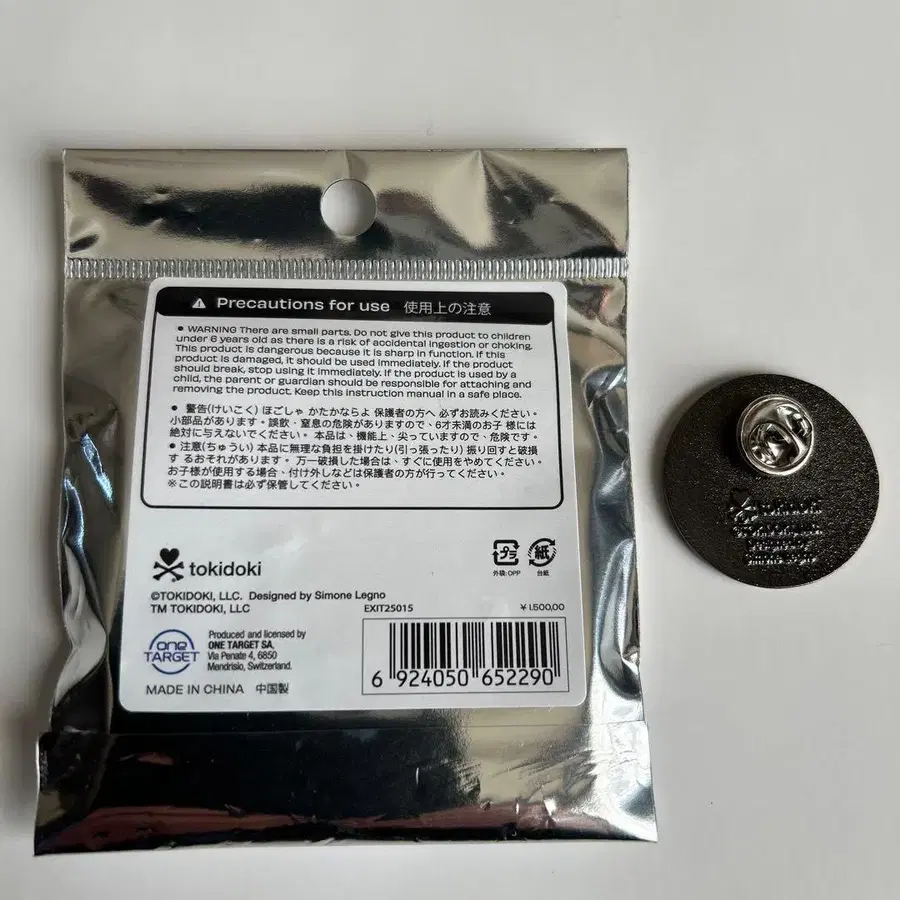 Precautions for use 使用上の注意
• WARNING There are small parts. Do not give this product to children
under 6 years old as there is a risk of accidental ingestion or choking.
This product is dangerous because it is sharp in function. If this
product is damaged, it should be used immediately. If the product
should break, stop using it immediately. If the product is used by a
child, the parent or guardian should be responsible for attaching and
removing the product. Keep this instruction manual in a safe place.
• 警告(けいこく) ほごしゃ かたかならよ 保護者の方へ 必ずお読みください。
小部品があります。誤飲・窒息の危険がありますので、6才未満のお子 様には
絶対に与えないでください。 本品は、機能上、尖っていますので、危険です。
• 注意(ちゅうい) 本品に無理な負担を掛けたり(引っ張ったり) 振り回すと破損
す るおそれがあります。 万一破損した場合は、すぐに使用をやめてください。
お子様が使用する場合、付け外しなどは保護者の方が行ってください。
※この説明書は必ず保管してください。
tokidoki
©TOKIDOKI, LLC. Designed by Simone Legno
TM TOKIDOKI, LLC
EXIT25015
プラ
外袋: OPP
紙
台紙
¥ 1.500,00
one
TARGET
Produced and licensed by
ONE TARGET SA,
Via Penate 4, 6850
Mendrisio, Switzerland.
MADE IN CHINA 中国製
6 924050 652290
tokidoki